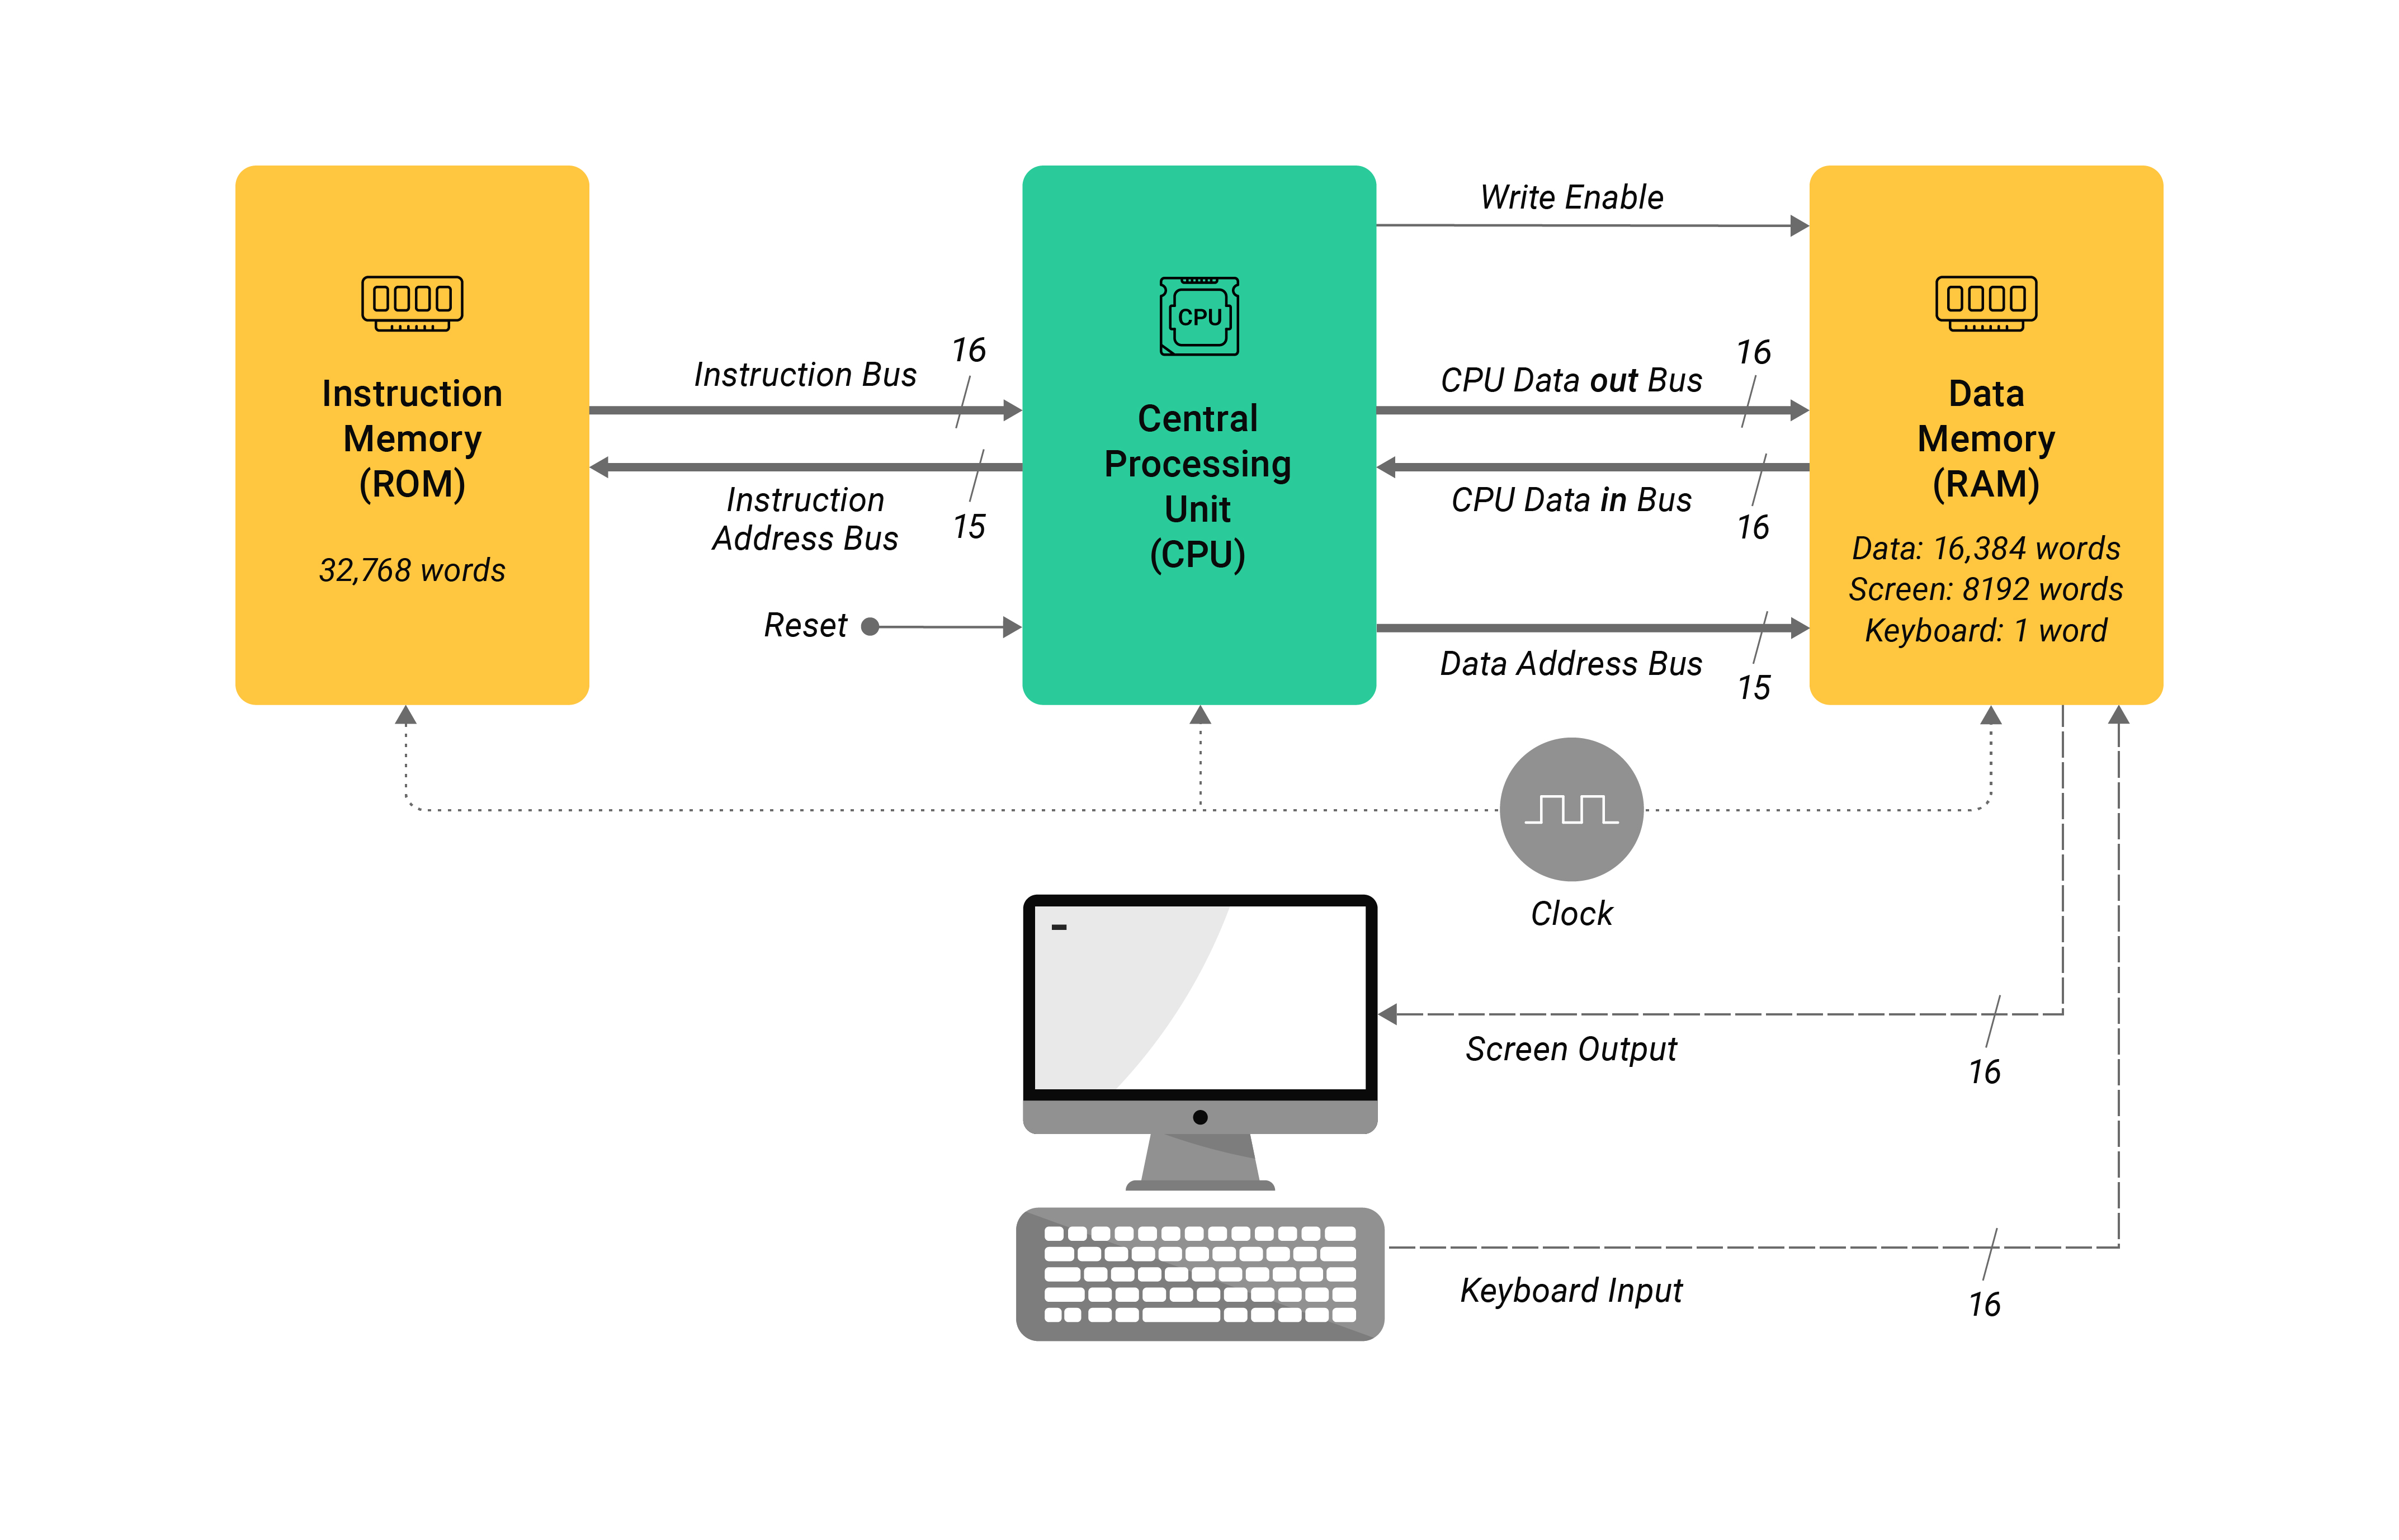 Instruction
Memory
(ROM)
32,768 words
Instruction Bus
16
Instruction
Address Bus
15
Reset
CPU
Central
Processing
Unit
(CPU)
Write Enable
CPU Data out Bus
16
CPU Data in Bus
16
Data Address Bus
15
Data
Memory
(RAM)
Data: 16,384 words
Screen: 8192 words
Keyboard: 1 word
Clock
Screen Output
16
Keyboard Input
16